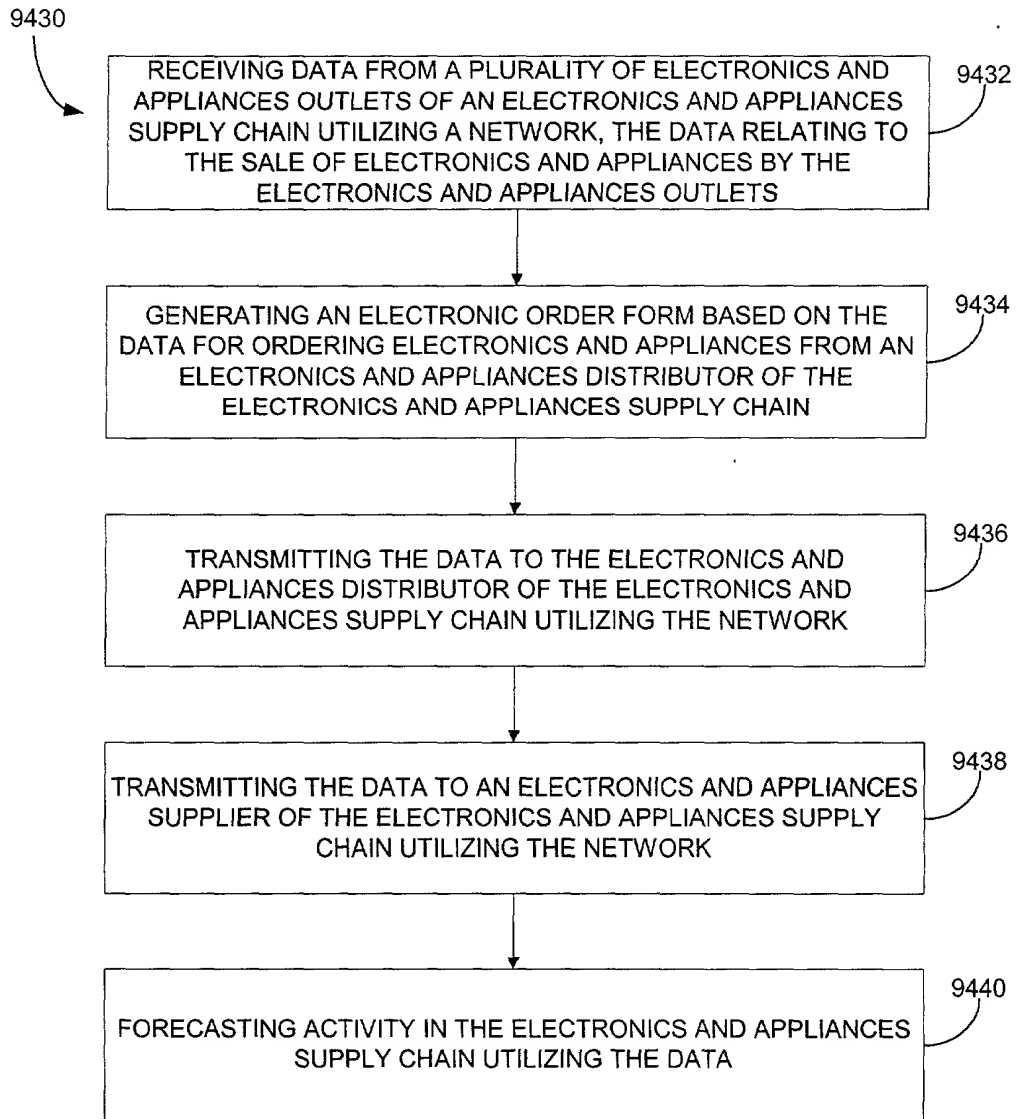 9430
RECEIVING DATA FROM A PLURALITY OF ELECTRONICS AND
APPLIANCES OUTLETS OF AN ELECTRONICS AND APPLIANCES
SUPPLY CHAIN UTILIZING A NETWORK, THE DATA RELATING TO
THE SALE OF ELECTRONICS AND APPLIANCES BY THE
ELECTRONICS AND APPLIANCES OUTLETS
9432
GENERATING AN ELECTRONIC ORDER FORM BASED ON THE
DATA FOR ORDERING ELECTRONICS AND APPLIANCES FROM AN
ELECTRONICS AND APPLIANCES DISTRIBUTOR OF THE
ELECTRONICS AND APPLIANCES SUPPLY CHAIN
9434
TRANSMITTING THE DATA TO THE ELECTRONICS AND
APPLIANCES DISTRIBUTOR OF THE ELECTRONICS AND
APPLIANCES SUPPLY CHAIN UTILIZING THE NETWORK
9436
TRANSMITTING THE DATA TO AN ELECTRONICS AND APPLIANCES
SUPPLIER OF THE ELECTRONICS AND APPLIANCES SUPPLY
CHAIN UTILIZING THE NETWORK
9438
FORECASTING ACTIVITY IN THE ELECTRONICS AND APPLIANCES
SUPPLY CHAIN UTILIZING THE DATA
9440